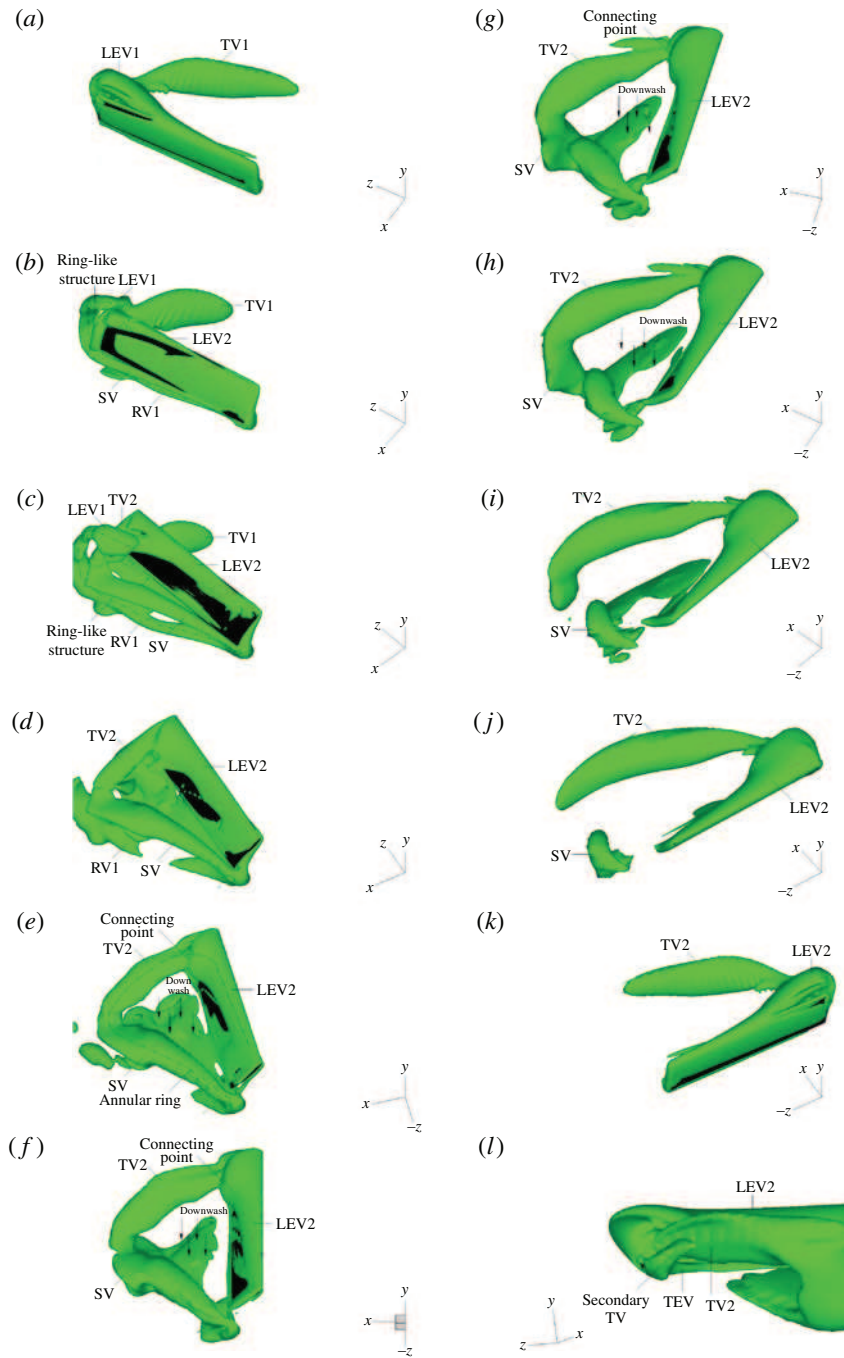 (a)
LEV1
TV1
z
y
x
(b)
Ring-like
structure
LEV1
TV1
LEV2
SV
RV1
z
y
x
(c)
LEV1
TV2
TV1
LEV2
Ring-like
structure
RV1
SV
z
y
x
(d)
TV2
LEV2
RV1
SV
z
y
x
(e)
Connecting
point
TV2
Down
wash
LEV2
SV
Annular ring
y
x
−z
(f)
Connecting
point
TV2
Downwash
LEV2
SV
y
x
−z
(g)
Connecting
point
TV2
Downwash
LEV2
SV
y
x
−z
(h)
TV2
Downwash
LEV2
SV
y
x
−z
(i)
TV2
LEV2
SV
y
x
−z
(j)
TV2
LEV2
SV
y
x
−z
(k)
TV2
LEV2
y
x
−z
(l)
LEV2
Secondary
TV
TEV
TV2
y
z
x